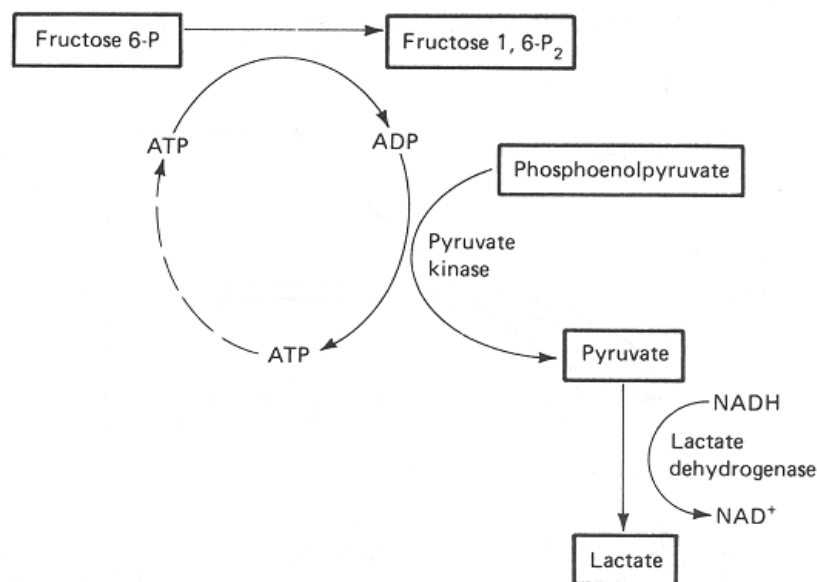 Fructose 6-P
Fructose 1, 6-P₂
ATP
ADP
Phosphoenolpyruvate
Pyruvate
kinase
ATP
Pyruvate
NADH
Lactate
dehydrogenase
NAD⁺
Lactate